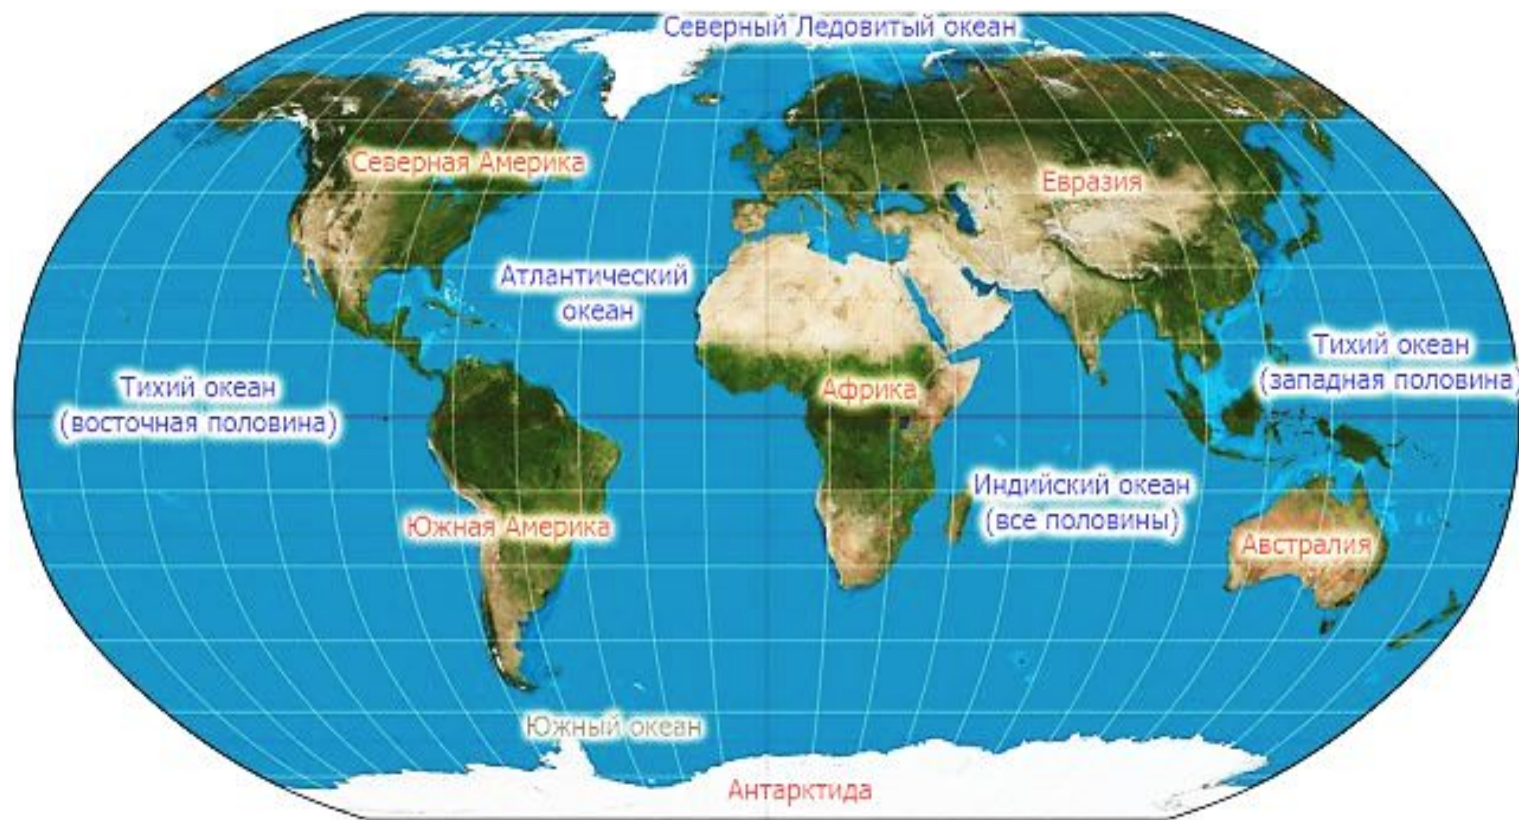 Северный Ледовитый океан
Северная Америка
Евразия
Атлантический
океан
Тихий океан
(западная половина)
Тихий океан
(восточная половина)
Африка
Индийский океан
(все половины)
Южная Америка
Австралия
Южный океан
Антарктида